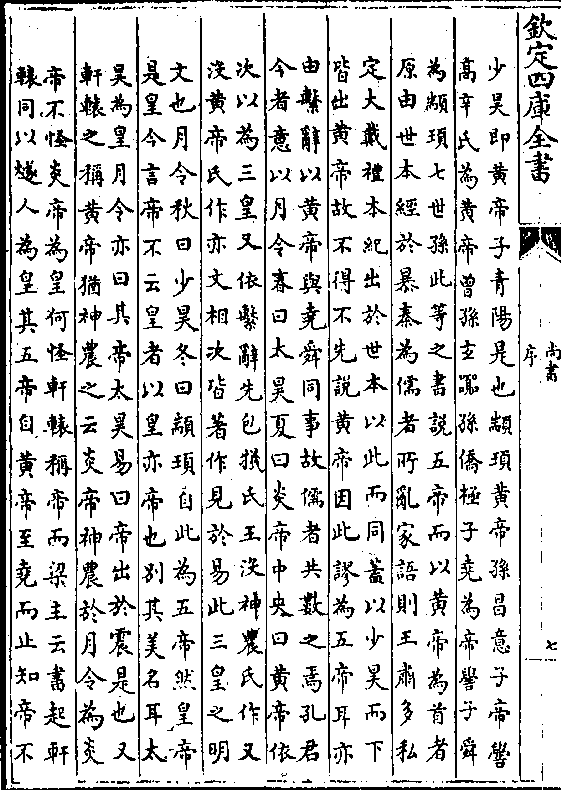 欽定四庫全書
尚書序
七
少昊即黄帝子青陽是也顓頊黄帝孫昌意子帝嚳
高辛氏為黄帝曾孫𤣥囂孫僑極子堯為帝嚳子舜
為顓頊七世孫此等之書説五帝而以黄帝為首者
原由世本經於暴秦為儒者所亂家語則王肅多私
定大戴禮本紀出於世本以此而同蓋以少昊而下
皆出黄帝故不得不先説黄帝因此謬為五帝耳亦
由繫辭以黄帝與堯舜同事故儒者共數之焉孔君
今者意以月令春曰太昊夏曰炎帝中央曰黄帝依
次以為三皇又依繫辭先包犧氏王沒神農氏作又
沒黄帝氏作亦文相次皆著作見於易此三皇之明
文也月令秋曰少昊冬曰顓頊自此為五帝然皇帝
是皇今言帝不云皇者以皇亦帝也别其美名耳太
昊為皇月令亦曰其帝太昊易曰帝出於震是也又
軒轅之稱黄帝猶神農之云炎帝神農於月令為炎
帝不怪炎帝為皇何怪軒轅稱帝而梁主云書起軒
轅同以燧人為皇其五帝自黄帝至堯而止知帝不